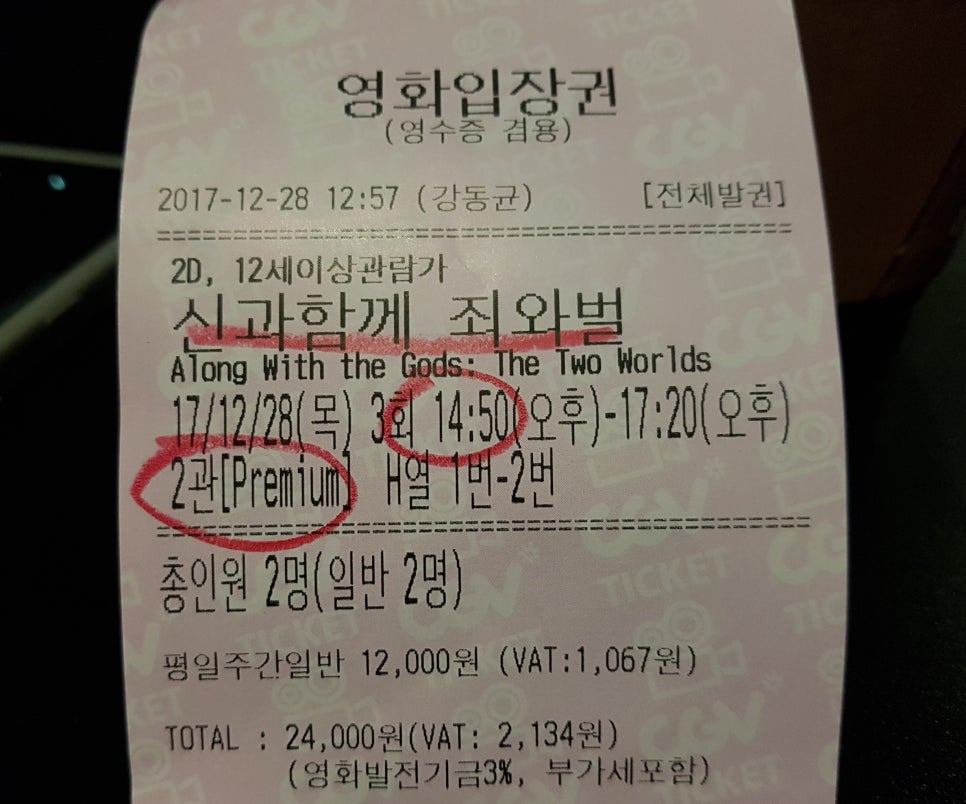 영화입장권
(영수증 겸용)
2017-12-28 12:57 (강동균) [전체발권]
2D, 12세이상관람가
신과함께 죄와벌
Along With the Gods: The Two Worlds
17/12/28(목) 3회 14:50(오후)-17:20(오후)
2관[Premium] H열 1번-2번
총인원 2명(일반 2명)
평일주간일반 12,000원 (VAT:1,067원)
TOTAL : 24,000원(VAT: 2,134원)
(영화발전기금3%, 부가세포함)